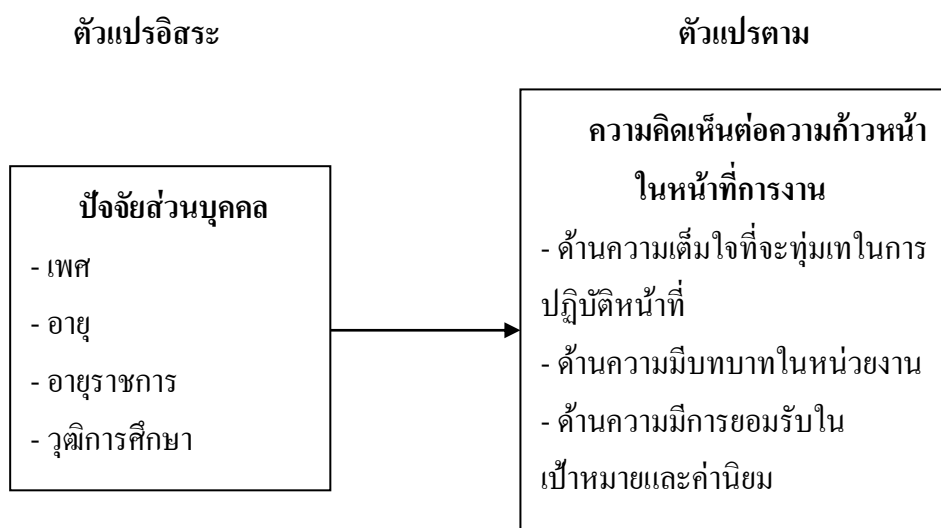 ตัวแปรอิสระ
ตัวแปรตาม
ปัจจัยส่วนบุคคล
- เพศ
- อายุ
- อายุราชการ
- วุฒิการศึกษา
ความคิดเห็นต่อความก้าวหน้า
ในหน้าที่การงาน
- ด้านความเต็มใจที่จะทุ่มเทในการ
ปฏิบัติหน้าที่
- ด้านความมีบทบาทในหน่วยงาน
- ด้านความมีการยอมรับใน
เป้าหมายและค่านิยม